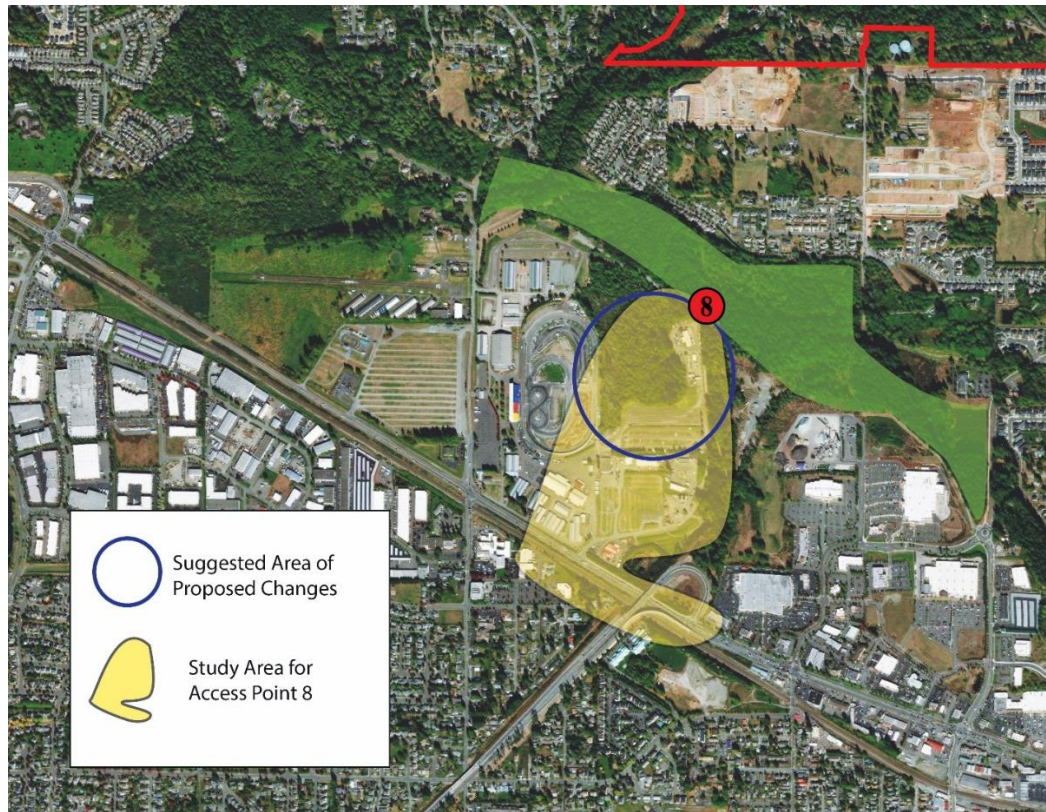 8
Suggested Area of
Proposed Changes
Study Area for
Access Point 8